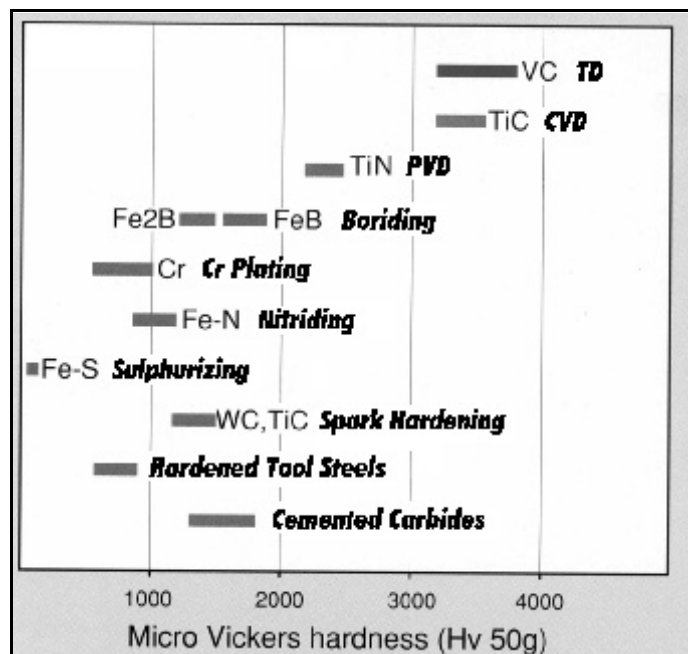 VC TD
TiC CVD
TiN PVD
Fe2B FeB Boriding
Cr Cr Plating
Fe-N Nitriding
Fe-S Sulphurizing
WC,TiC Spark Hardening
Hardened Tool Steels
Cemented Carbides
1000 2000 3000 4000
Micro Vickers hardness (Hv 50g)